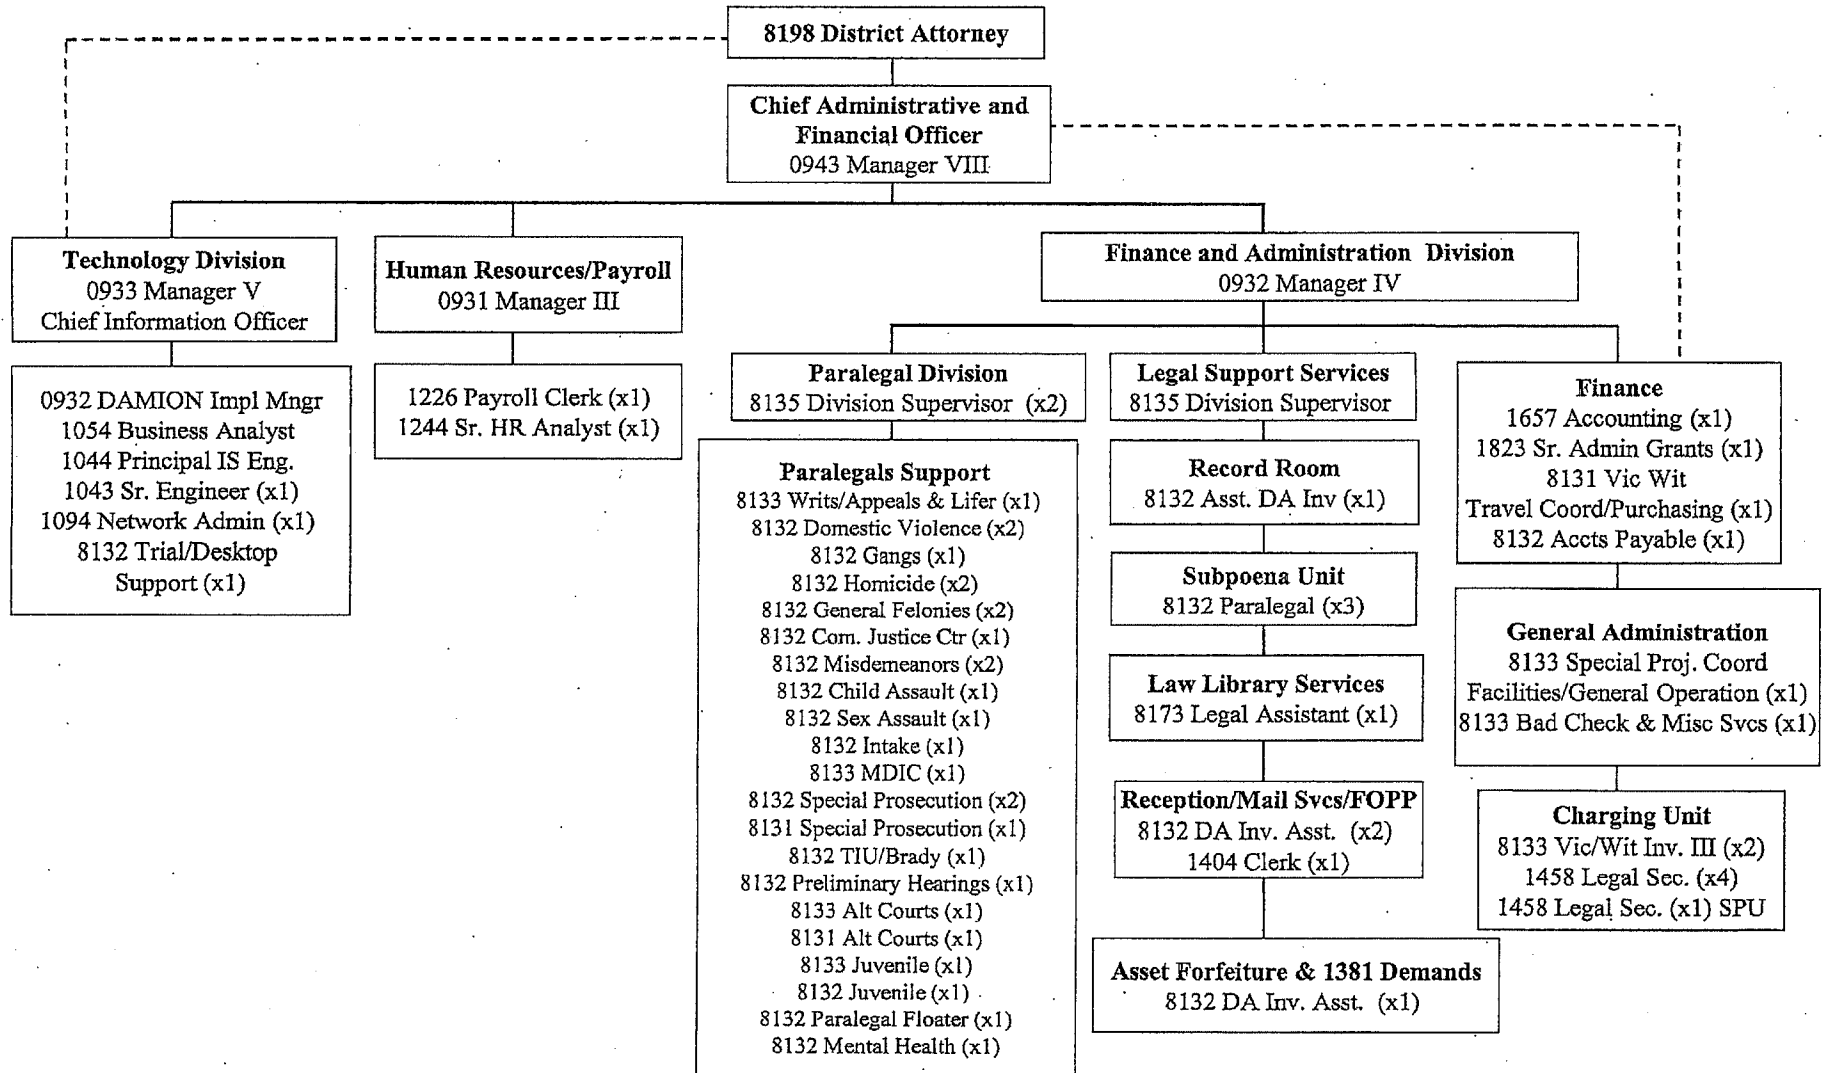 8198 District Attorney
Chief Administrative and
Financial Officer
0943 Manager VIII
Technology Division
0933 Manager V
Chief Information Officer
0932 DAMION Impl Mngr
1054 Business Analyst
1044 Principal IS Eng.
1043 Sr. Engineer (x1)
1094 Network Admin (x1)
8132 Trial/Desktop
Support (x1)
Human Resources/Payroll
0931 Manager III
1226 Payroll Clerk (x1)
1244 Sr. HR Analyst (x1)
Finance and Administration Division
0932 Manager IV
Paralegal Division
8135 Division Supervisor (x2)
Paralegals Support
8133 Writs/Appeals & Lifer (x1)
8132 Domestic Violence (x2)
8132 Gangs (x1)
8132 Homicide (x2)
8132 General Felonies (x2)
8132 Com. Justice Ctr (x1)
8132 Misdemeanors (x2)
8132 Child Assault (x1)
8132 Sex Assault (x1)
8132 Intake (x1)
8133 MDIC (x1)
8132 Special Prosecution (x2)
8131 Special Prosecution (x1)
8132 TIU/Brady (x1)
8132 Preliminary Hearings (x1)
8133 Alt Courts (x1)
8131 Alt Courts (x1)
8133 Juvenile (x1)
8132 Juvenile (x1)
8132 Paralegal Floater (x1)
8132 Mental Health (x1)
Legal Support Services
8135 Division Supervisor
Record Room
8132 Asst. DA Inv (x1)
Subpoena Unit
8132 Paralegal (x3)
Law Library Services
8173 Legal Assistant (x1)
Reception/Mail Svcs/FOPP
8132 DA Inv. Asst. (x2)
1404 Clerk (x1)
Asset Forfeiture & 1381 Demands
8132 DA Inv. Asst. (x1)
Finance
1657 Accounting (x1)
1823 Sr. Admin Grants (x1)
8131 Vic Wit
Travel Coord/Purchasing (x1)
8132 Accts Payable (x1)
General Administration
8133 Special Proj. Coord
Facilities/General Operation (x1)
8133 Bad Check & Misc Svcs (x1)
Charging Unit
8133 Vic/Wit Inv. III (x2)
1458 Legal Sec. (x4)
1458 Legal Sec. (x1) SPU